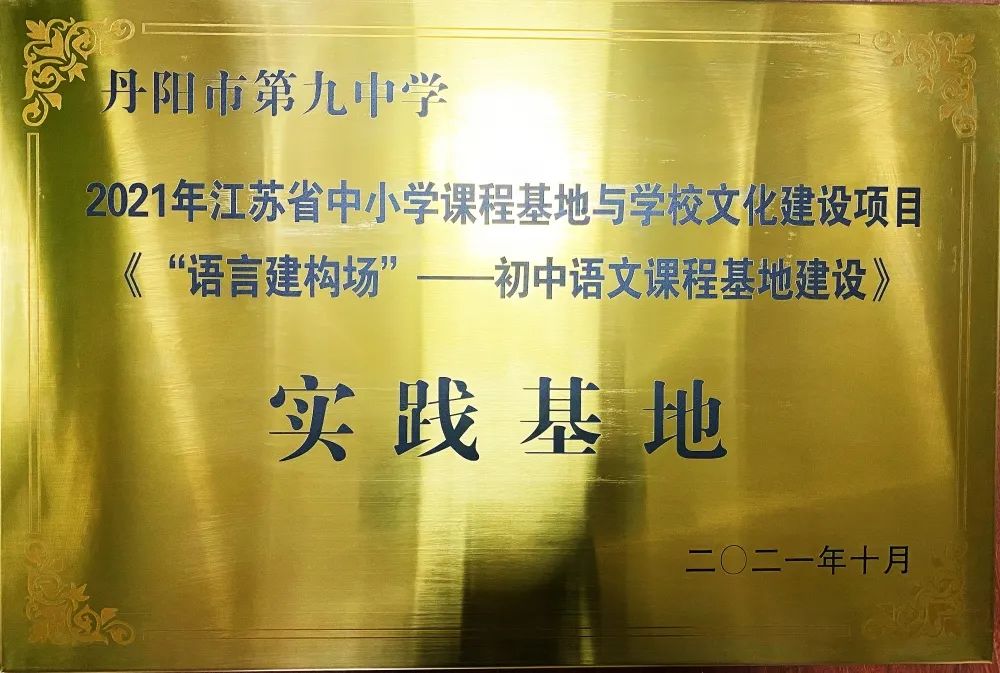 丹阳市第九中学
2021年江苏省中小学课程基地与学校文化建设项目
《“语言建构场”——初中语文课程基地建设》
实践基地
二〇二一年十月